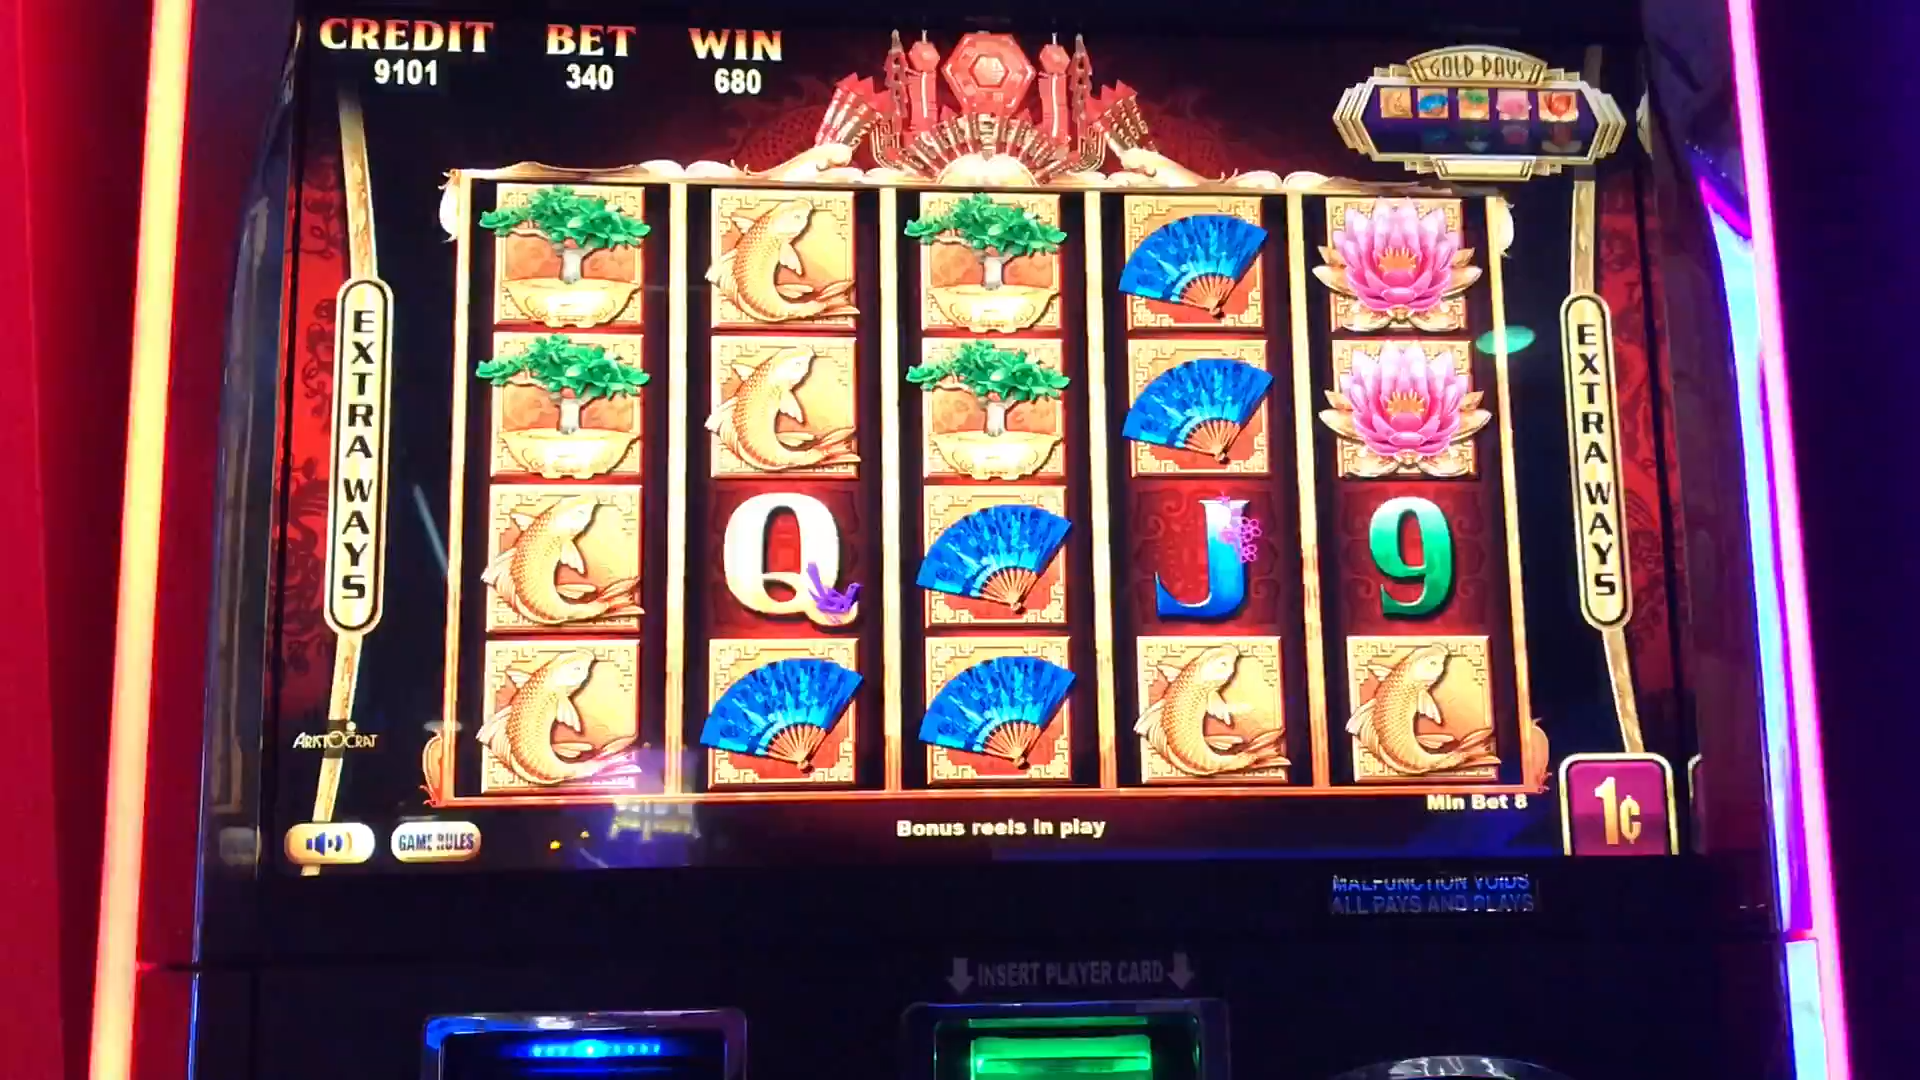 CREDIT
9101
BET
340
WIN
680
GOLD PAYS
EXTRA WAYS
EXTRA WAYS
Q
J
9
ARISTOCRAT
GAME RULES
Bonus reels in play
Min Bet 8
1¢
MALFUNCTION VOIDS
ALL PAYS AND PLAYS
INSERT PLAYER CARD